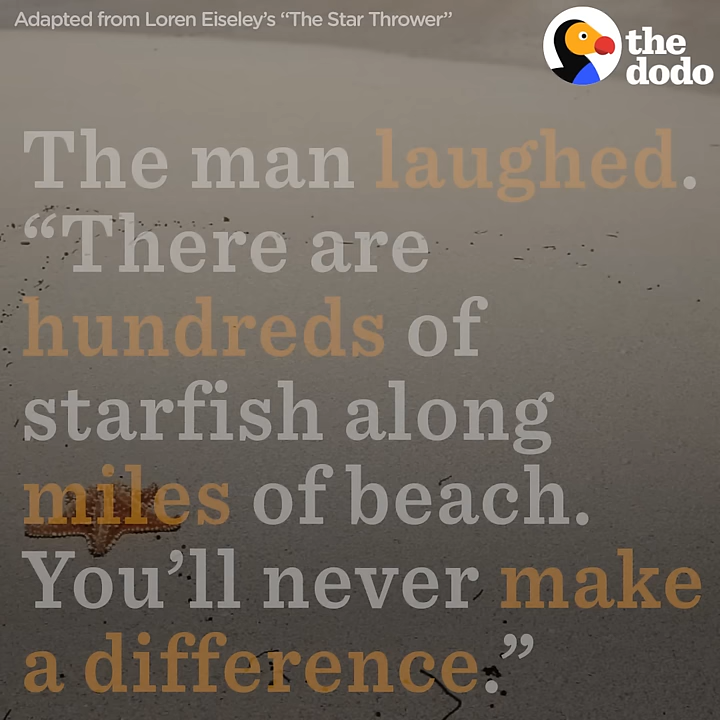 Adapted from Loren Eiseley's “The Star Thrower”
the
dodo
The man laughed.
“There are
hundreds of
starfish along
miles of beach.
You’ll never make
a difference.”